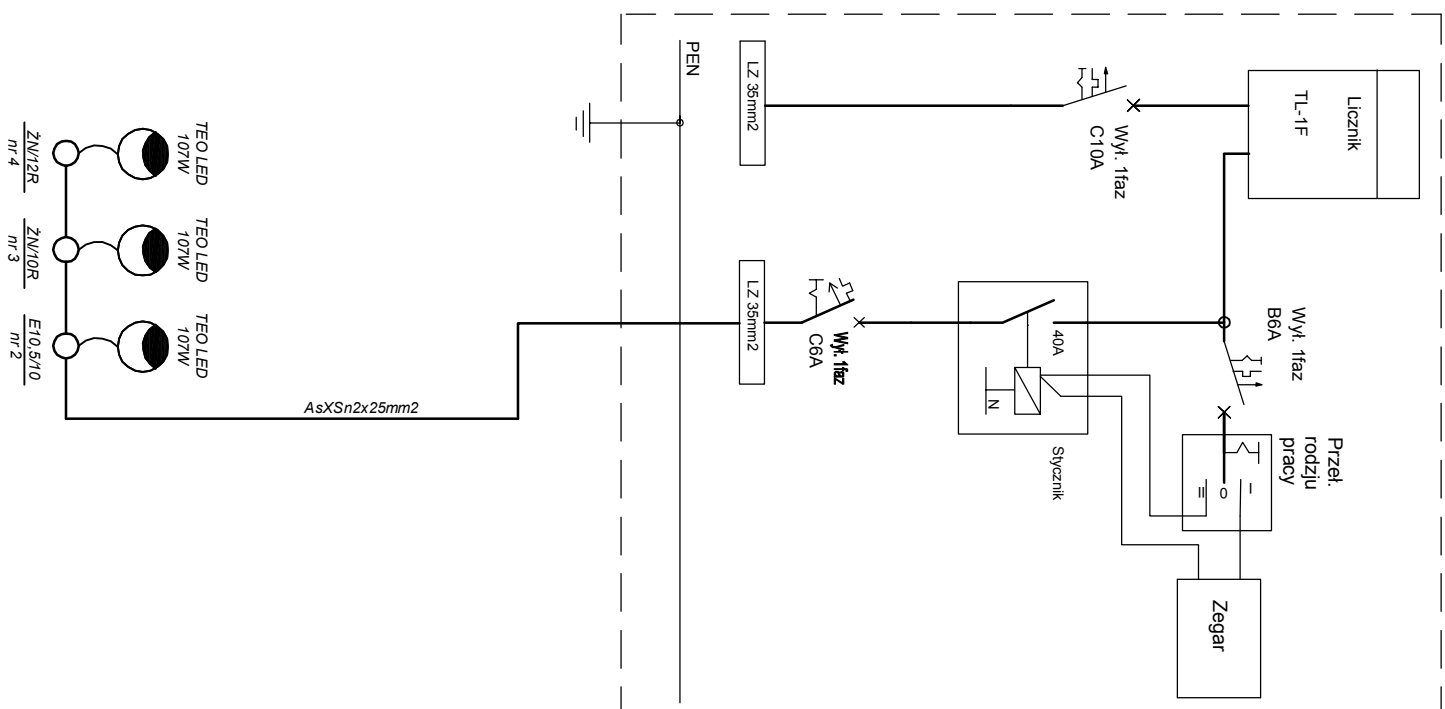 PEN
LZ 35mm2
Wył. 1faz
C10A
Licznik
TL-1F
TEO LED
107W
ŻN/12R
nr 4
TEO LED
107W
ŻN/10R
nr 3
TEO LED
107W
E10,5/10
nr 2
AsXSn2x25mm2
LZ 35mm2
Wył. 1faz
C6A
40A
N
Stycznik
Wył. 1faz
B6A
Przeł.
rodzju
pracy
I
0
II
Zegar